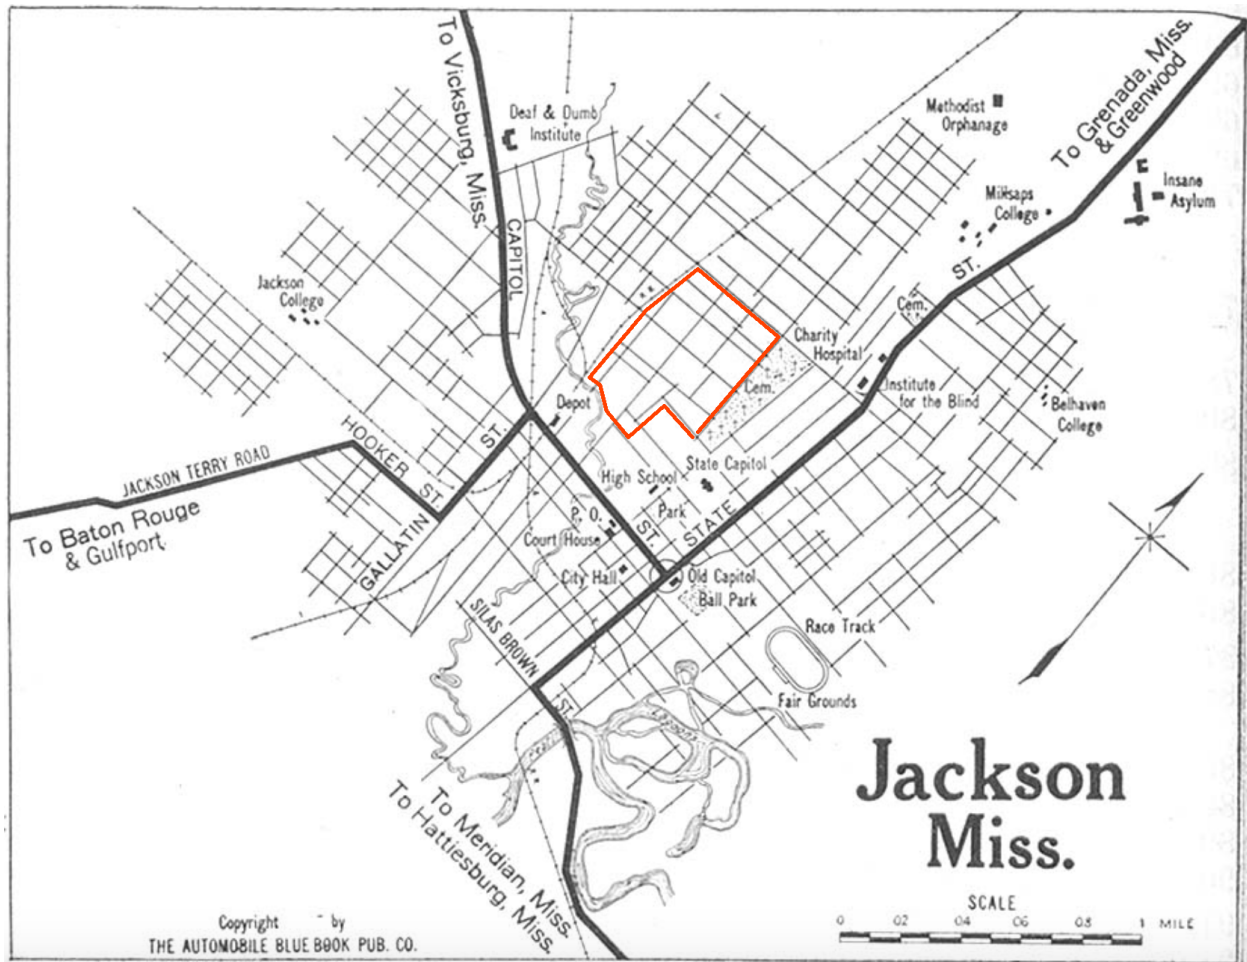 To Vicksburg, Miss.
CAPITOL
Deaf & Dumb
Institute
Methodist
Orphanage
To Grenada, Miss.
& Greenwood
Insane
Asylum
Millsaps
College
ST.
Cem.
Jackson
College
Charity
Hospital
Institute
for the Blind
Belhaven
College
Cem.
Depot
HOOKER ST.
ST.
JACKSON TERRY ROAD
To Baton Rouge
& Gulfport
GALLATIN
High School
State Capitol
Park
P. O.
Court House
ST.
STATE
City Hall
Old Capitol
Ball Park
SILAS BROWN
ST.
Race Track
Fair Grounds
To Meridian, Miss.
To Hattiesburg, Miss.
Jackson
Miss.
SCALE
0 02 04 06 08 1 MILE
Copyright by
THE AUTOMOBILE BLUE BOOK PUB. CO.